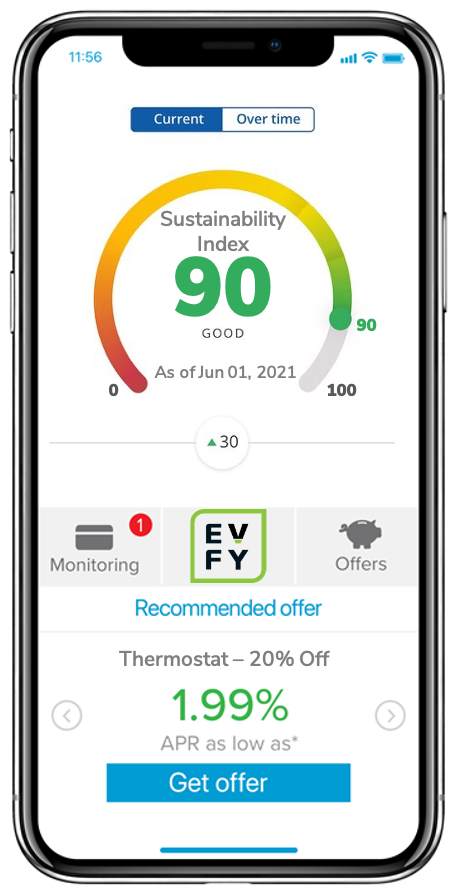 11:56
Current Over time
Sustainability
Index
90
GOOD
90
As of Jun 01, 2021
0 100
30
1
Monitoring
EV
FY
Offers
Recommended offer
Thermostat – 20% Off
1.99%
APR as low as*
Get offer